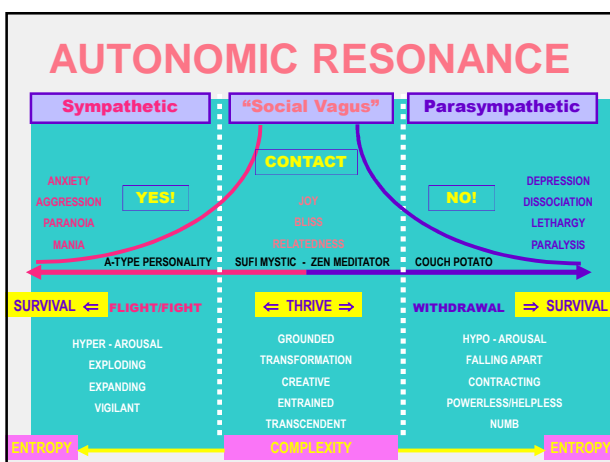 AUTONOMIC RESONANCE
Sympathetic
“Social Vagus”
Parasympathetic
CONTACT
ANXIETY
AGGRESSION
PARANOIA
MANIA
YES!
JOY
BLISS
RELATEDNESS
NO!
DEPRESSION
DISSOCIATION
LETHARGY
PARALYSIS
A-TYPE PERSONALITY
SUFI MYSTIC - ZEN MEDITATOR
COUCH POTATO
SURVIVAL ⇐
FLIGHT/FIGHT
⇐ THRIVE ⇒
WITHDRAWAL
⇒ SURVIVAL
HYPER - AROUSAL
EXPLODING
EXPANDING
VIGILANT
GROUNDED
TRANSFORMATION
CREATIVE
ENTRAINED
TRANSCENDENT
HYPO - AROUSAL
FALLING APART
CONTRACTING
POWERLESS/HELPLESS
NUMB
ENTROPY
COMPLEXITY
ENTROPY